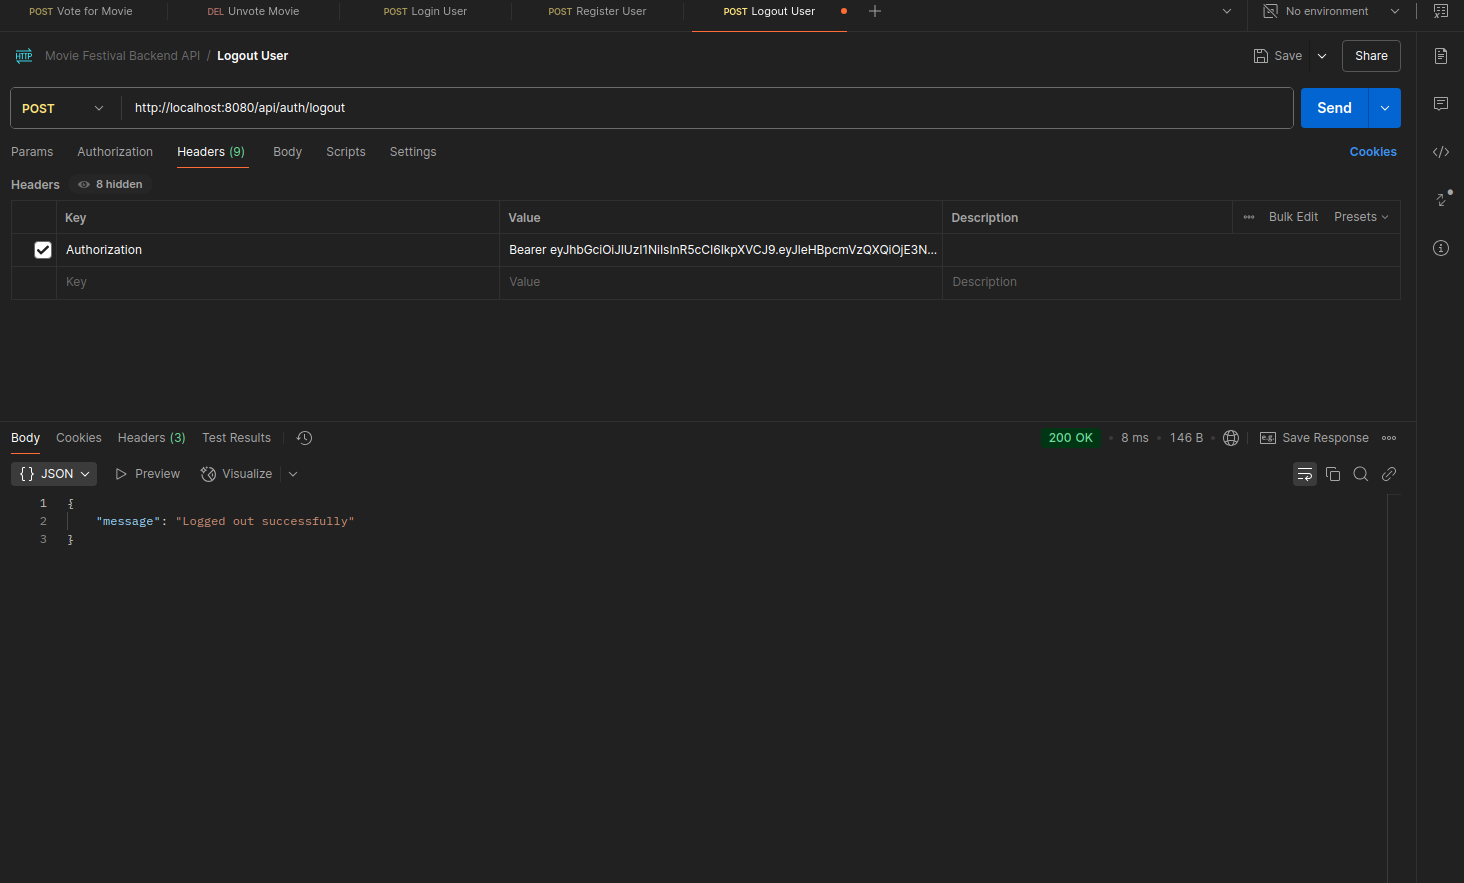 POST Vote for Movie DEL Unvote Movie POST Login User POST Register User POST Logout User No environment
HTTP Movie Festival Backend API / Logout User Save Share
POST http://localhost:8080/api/auth/logout Send
Params Authorization Headers (9) Body Scripts Settings Cookies
Headers 8 hidden
Key Value Description Bulk Edit Presets
Authorization Bearer eyJhbGciOiJIUzI1NiIsInR5cCI6IkpXVCJ9.eyJleHBpcmVzQXQiOjE3N...
Key Value Description
Body Cookies Headers (3) Test Results 200 OK 8 ms 146 B e.g. Save Response
{} JSON Preview Visualize
1 {
2 "message": "Logged out successfully"
3 }